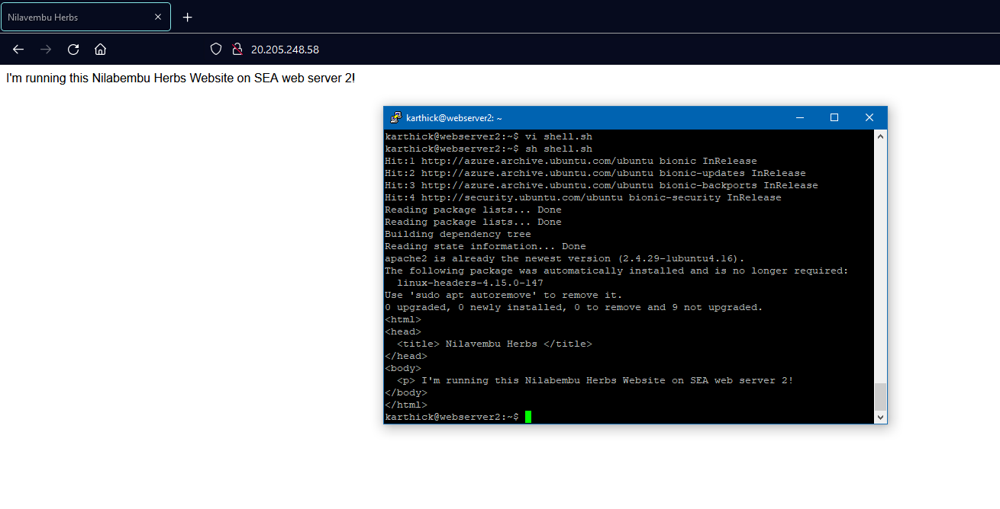 Nilavembu Herbs
20.205.248.58
I'm running this Nilabembu Herbs Website on SEA web server 2!
karthick@webserver2: ~
karthick@webserver2:~$ vi shell.sh
karthick@webserver2:~$ sh shell.sh
Hit:1 http://azure.archive.ubuntu.com/ubuntu bionic InRelease
Hit:2 http://azure.archive.ubuntu.com/ubuntu bionic-updates InRelease
Hit:3 http://azure.archive.ubuntu.com/ubuntu bionic-backports InRelease
Hit:4 http://security.ubuntu.com/ubuntu bionic-security InRelease
Reading package lists... Done
Reading package lists... Done
Building dependency tree
Reading state information... Done
apache2 is already the newest version (2.4.29-1ubuntu4.16).
The following package was automatically installed and is no longer required:
  linux-headers-4.15.0-147
Use 'sudo apt autoremove' to remove it.
0 upgraded, 0 newly installed, 0 to remove and 9 not upgraded.
<html>
<head>
  <title> Nilavembu Herbs </title>
</head>
<body>
  <p> I'm running this Nilabembu Herbs Website on SEA web server 2!
</body>
</html>
karthick@webserver2:~$